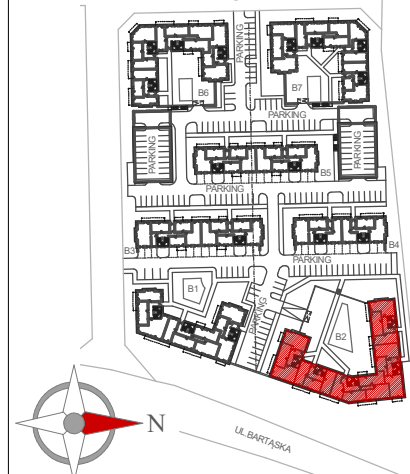 PARKING
B6
B7
PARKING
PARKING
PARKING
B5
PARKING
B3
B4
PARKING
B1
PARKING
B2
N
UL.BARTĄSKA